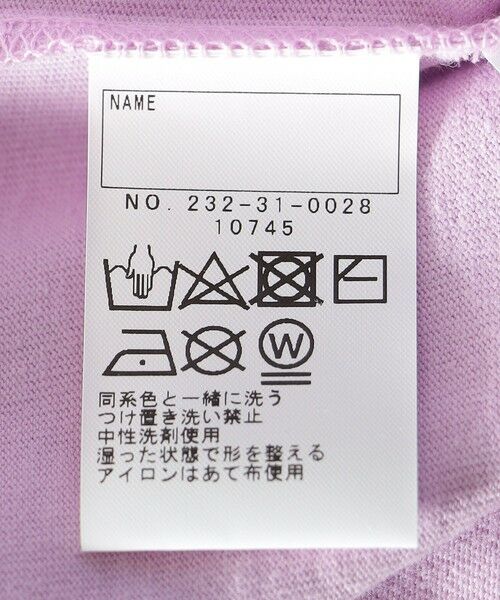 NAME
NO. 232-31-0028
10745
W
同系色と一緒に洗う
つけ置き洗い禁止
中性洗剤使用
湿った状態で形を整える
アイロンはあて布使用